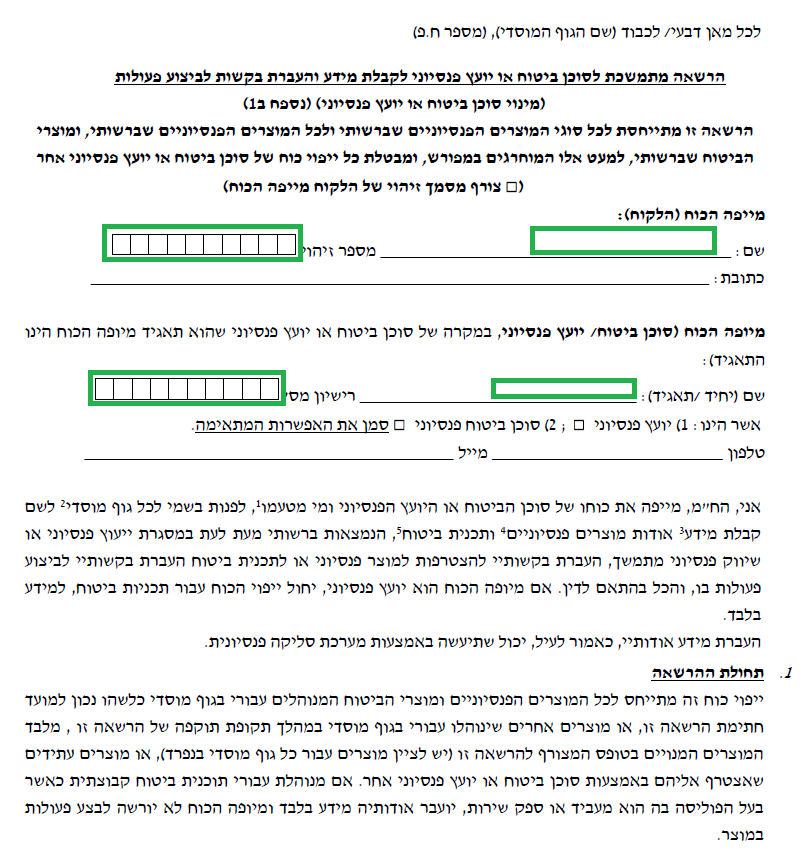 לכל מאן דבעי/ לכבוד (שם הגוף המוסדי), (מספר ח.פ)
הרשאה מתמשכת לסוכן ביטוח או יועץ פנסיוני לקבלת מידע והעברת בקשות לביצוע פעולות
(מינוי סוכן ביטוח או יועץ פנסיוני) (נספח ב1)
הרשאה זו מתייחסת לכל סוגי המוצרים הפנסיוניים שברשותי ולכל המוצרים הפנסיוניים שברשותי, ומוצרי
הביטוח שברשותי, למעט אלו המוחרגים במפורש, ומבטלת כל ייפוי כוח של סוכן ביטוח או יועץ פנסיוני אחר
(□ צורף מסמך זיהוי של הלקוח מייפה הכוח)
מייפה הכוח (הלקוח):
שם: ____________ מספר זיהוי
כתובת: ____________
מיופה הכוח (סוכן ביטוח/ יועץ פנסיוני, במקרה של סוכן ביטוח או יועץ פנסיוני שהוא תאגיד מיופה הכוח הינו
התאגיד):
שם (יחיד /תאגיד): ____________ רישיון מס
אשר הינו: 1) יועץ פנסיוני □ ; 2) סוכן ביטוח פנסיוני □ סמן את האפשרות המתאימה.
טלפון ____________ מייל ____________
אני, הח״מ, מייפה את כוחו של סוכן הביטוח או היועץ הפנסיוני ומי מטעמו¹, לפנות בשמי לכל גוף מוסדי² לשם
קבלת מידע³ אודות מוצרים פנסיוניים⁴ ותכנית ביטוח⁵, הנמצאות ברשותי מעת לעת במסגרת ייעוץ פנסיוני או
שיווק פנסיוני מתמשך, העברת בקשותיי להצטרפות למוצר פנסיוני או לתכנית ביטוח העברת בקשותיי לביצוע
פעולות בו, והכל בהתאם לדין. אם מיופה הכוח הוא יועץ פנסיוני, יחול ייפוי הכוח עבור תכניות ביטוח, למידע
בלבד.
העברת מידע אודותיי, כאמור לעיל, יכול שתיעשה באמצעות מערכת סליקה פנסיונית.
1. תחולת ההרשאה
ייפוי כוח זה מתייחס לכל המוצרים הפנסיוניים ומוצרי הביטוח המנוהלים עבורי בגוף מוסדי כלשהו נכון למועד
חתימת הרשאה זו, או מוצרים אחרים שינוהלו עבורי בגוף מוסדי במהלך תקופת תוקפה של הרשאה זו , מלבד
המוצרים המנויים בטופס המצורף להרשאה זו (יש לציין מוצרים עבור כל גוף מוסדי בנפרד), או מוצרים עתידים
שאצטרף אליהם באמצעות סוכן ביטוח או יועץ פנסיוני אחר. אם מנוהלת עבורי תוכנית ביטוח קבוצתית כאשר
בעל הפוליסה בה הוא מעביד או ספק שירות, יועבר אודותיה מידע בלבד ומיופה הכוח לא יורשה לבצע פעולות
במוצר.